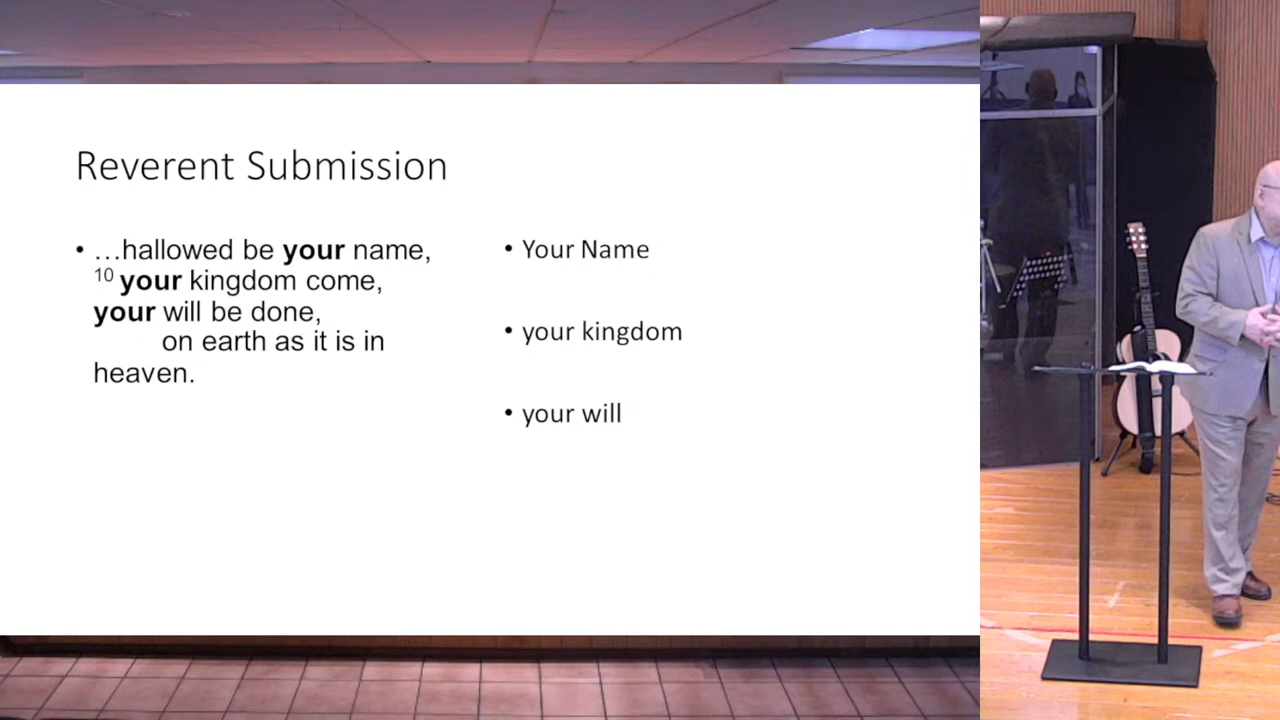 Reverent Submission
• …hallowed be your name,
10 your kingdom come,
your will be done,
on earth as it is in
heaven.
• Your Name
• your kingdom
• your will